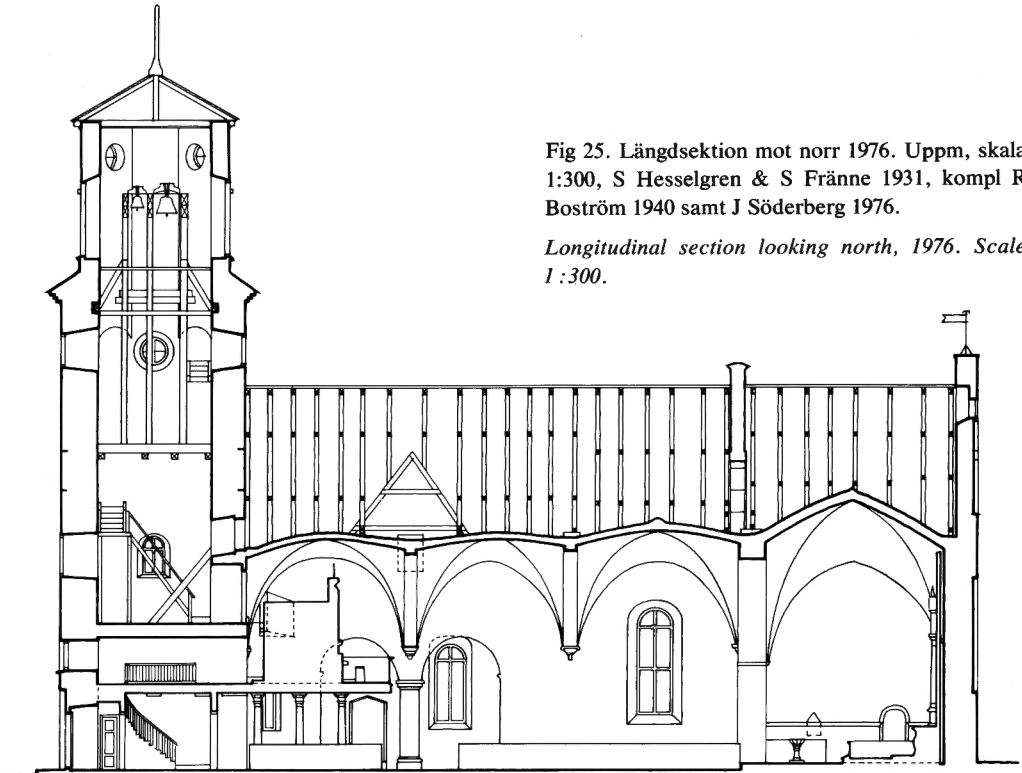 Fig 25. Längdsektion mot norr 1976. Uppm, skala
1:300, S Hesselgren & S Fränne 1931, kompl R
Boström 1940 samt J Söderberg 1976.
Longitudinal section looking north, 1976. Scale
1:300.